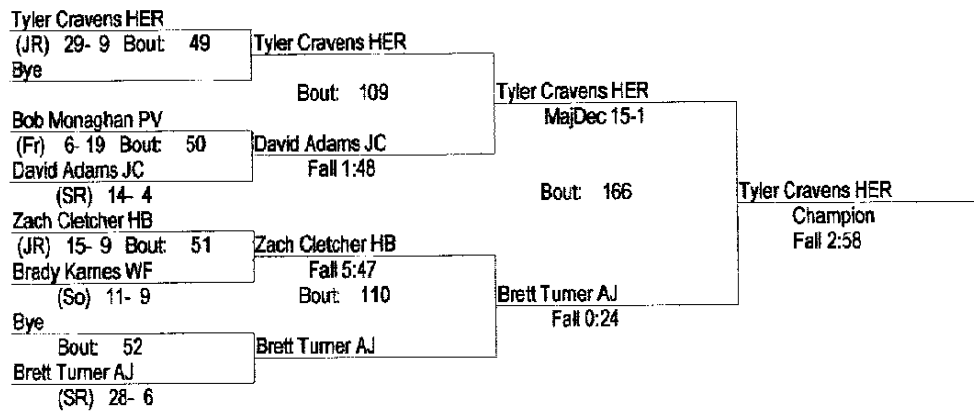 Tyler Cravens HER
(JR) 29- 9 Bout: 49
Bye
Tyler Cravens HER
Bout: 109
Bob Monaghan PV
(Fr) 6- 19 Bout: 50
David Adams JC
(SR) 14- 4
David Adams JC
Fall 1:48
Tyler Cravens HER
MajDec 15-1
Bout: 166
Zach Cletcher HB
(JR) 15- 9 Bout: 51
Brady Karnes WF
(So) 11- 9
Zach Cletcher HB
Fall 5:47
Bout: 110
Bye
Bout: 52
Brett Turner AJ
(SR) 28- 6
Brett Turner AJ
Brett Turner AJ
Fall 0:24
Tyler Cravens HER
Champion
Fall 2:58